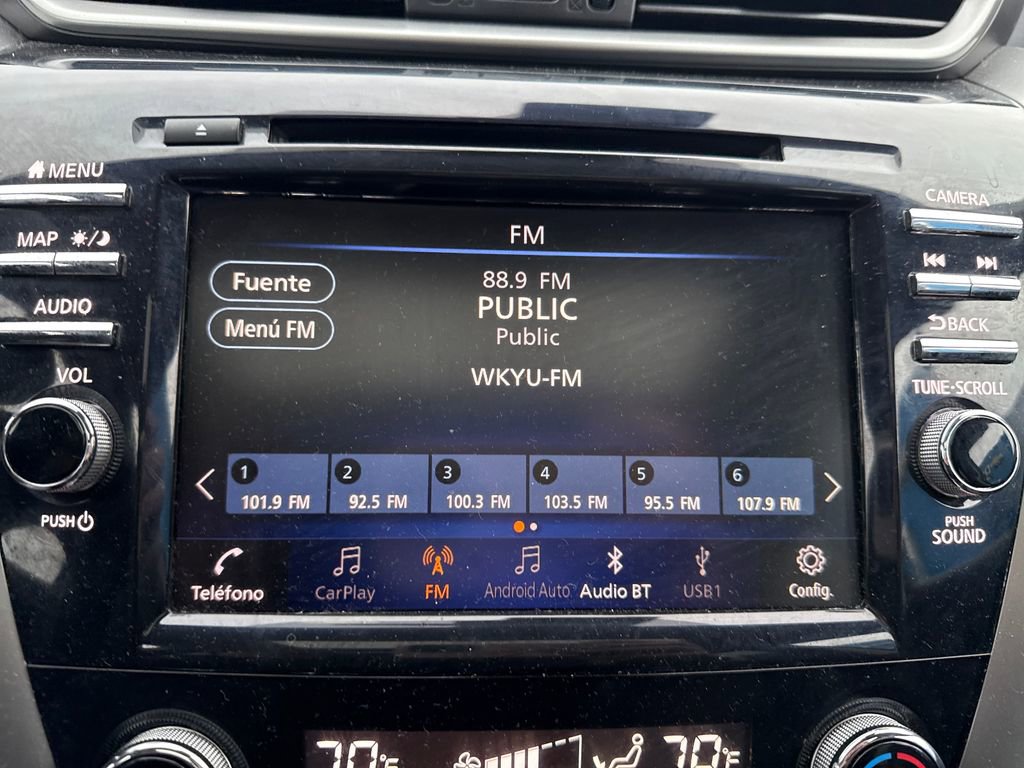 MENU
MAP
AUDIO
VOL
PUSH
CAMERA
BACK
TUNE·SCROLL
PUSH
SOUND
FM
Fuente
Menú FM
88.9 FM
PUBLIC
Public
WKYU-FM
1 2 3 4 5 6
101.9 FM 92.5 FM 100.3 FM 103.5 FM 95.5 FM 107.9 FM
Teléfono CarPlay FM Android Auto Audio BT USB1 Config.
70°F 70°F